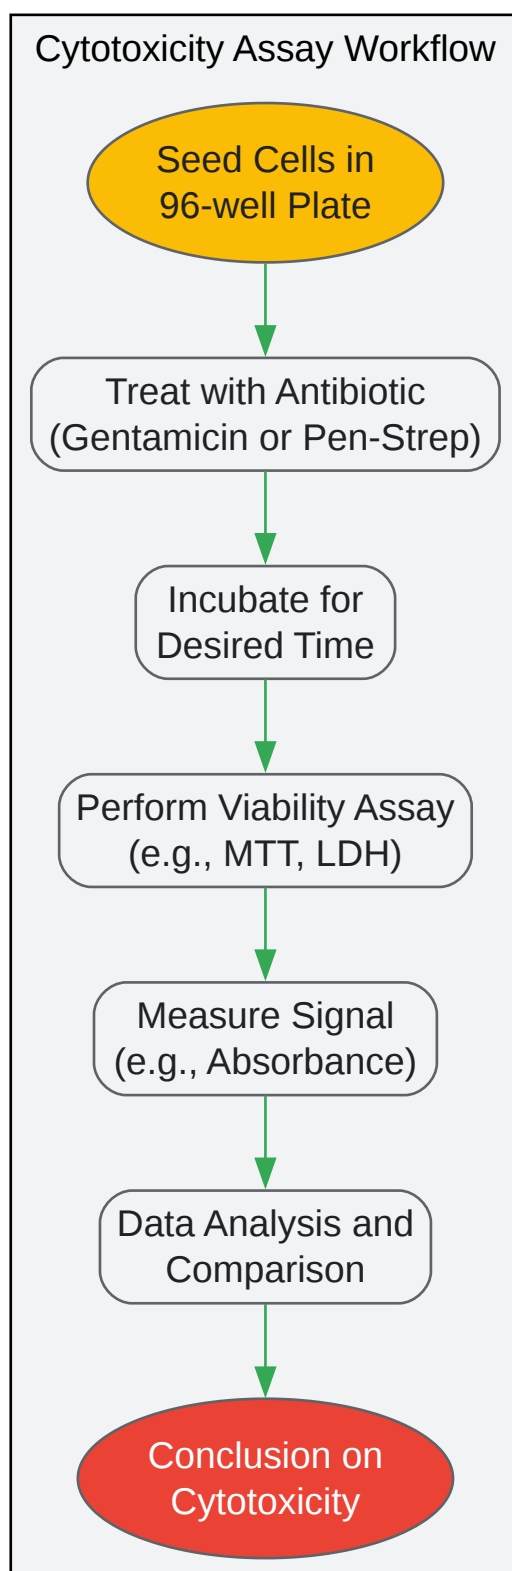 Cytotoxicity Assay Workflow
Seed Cells in
96-well Plate
Treat with Antibiotic
(Gentamicin or Pen-Strep)
Incubate for
Desired Time
Perform Viability Assay
(e.g., MTT, LDH)
Measure Signal
(e.g., Absorbance)
Data Analysis and
Comparison
Conclusion on
Cytotoxicity